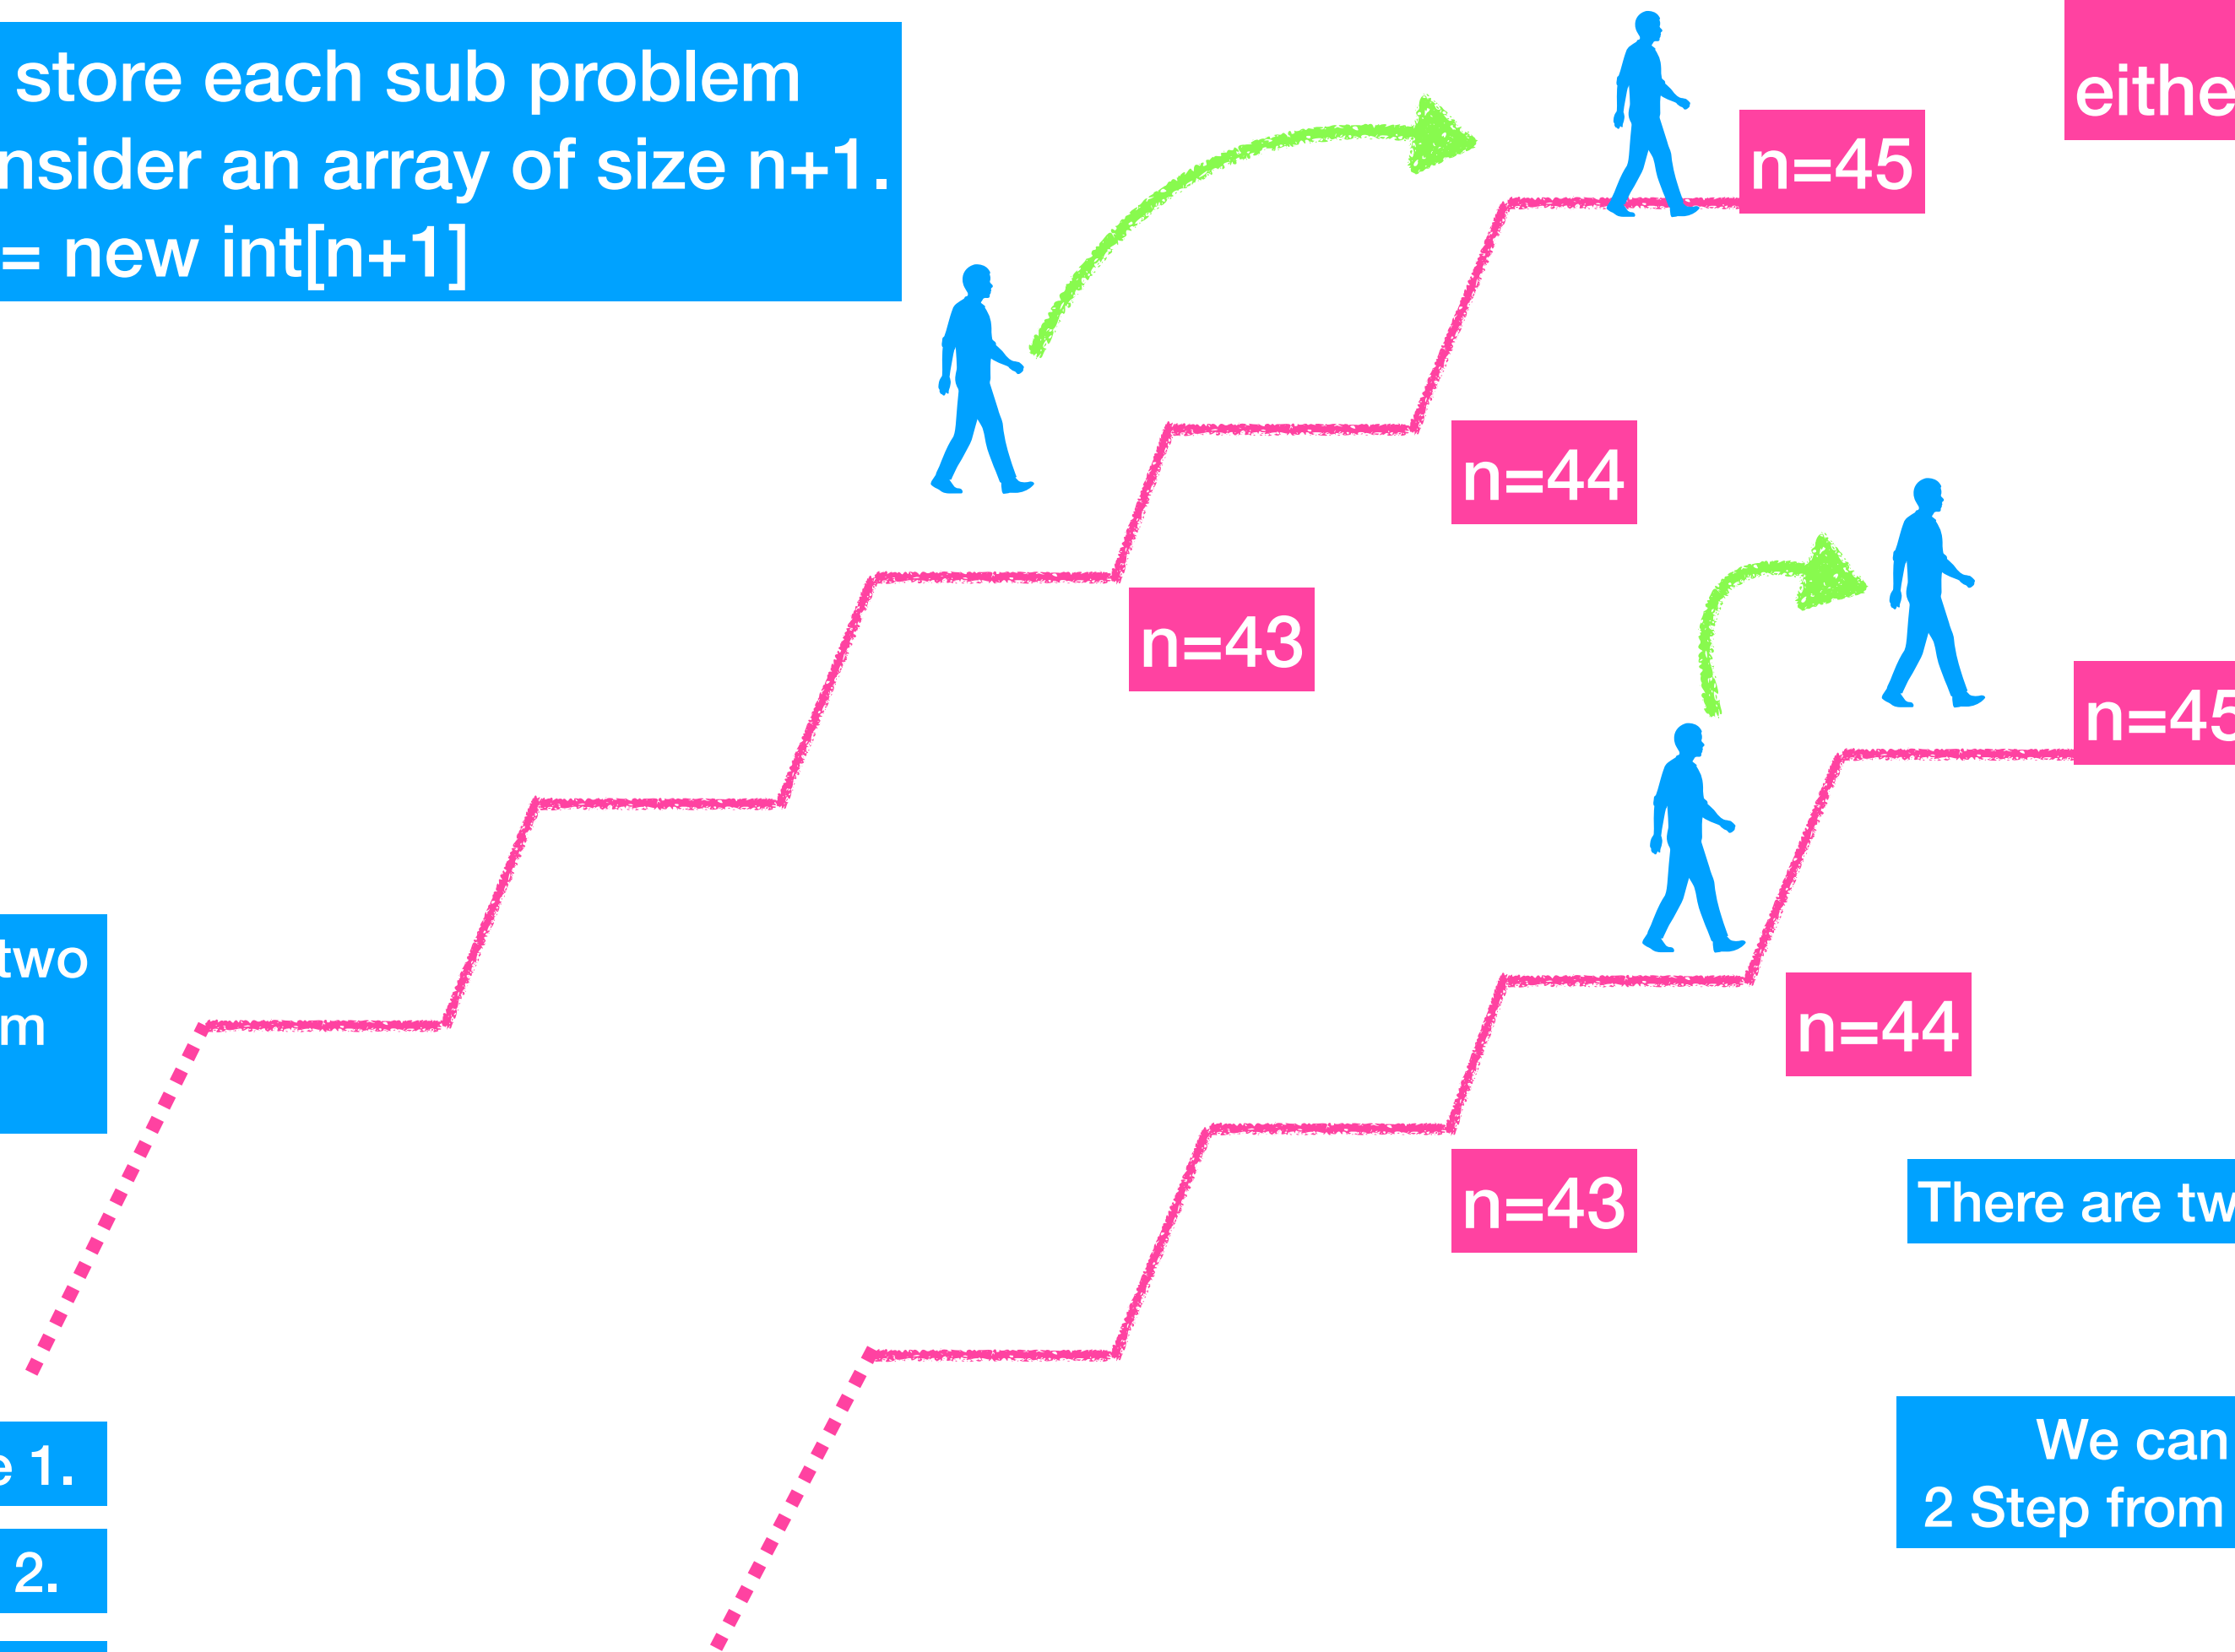 store each sub problem
nsider an array of size n+1.
= new int[n+1]
eithe
n=45
n=44
n=43
n=45
n=44
n=43
two
m
There are tw
We can
2 Step from
e 1.
2.